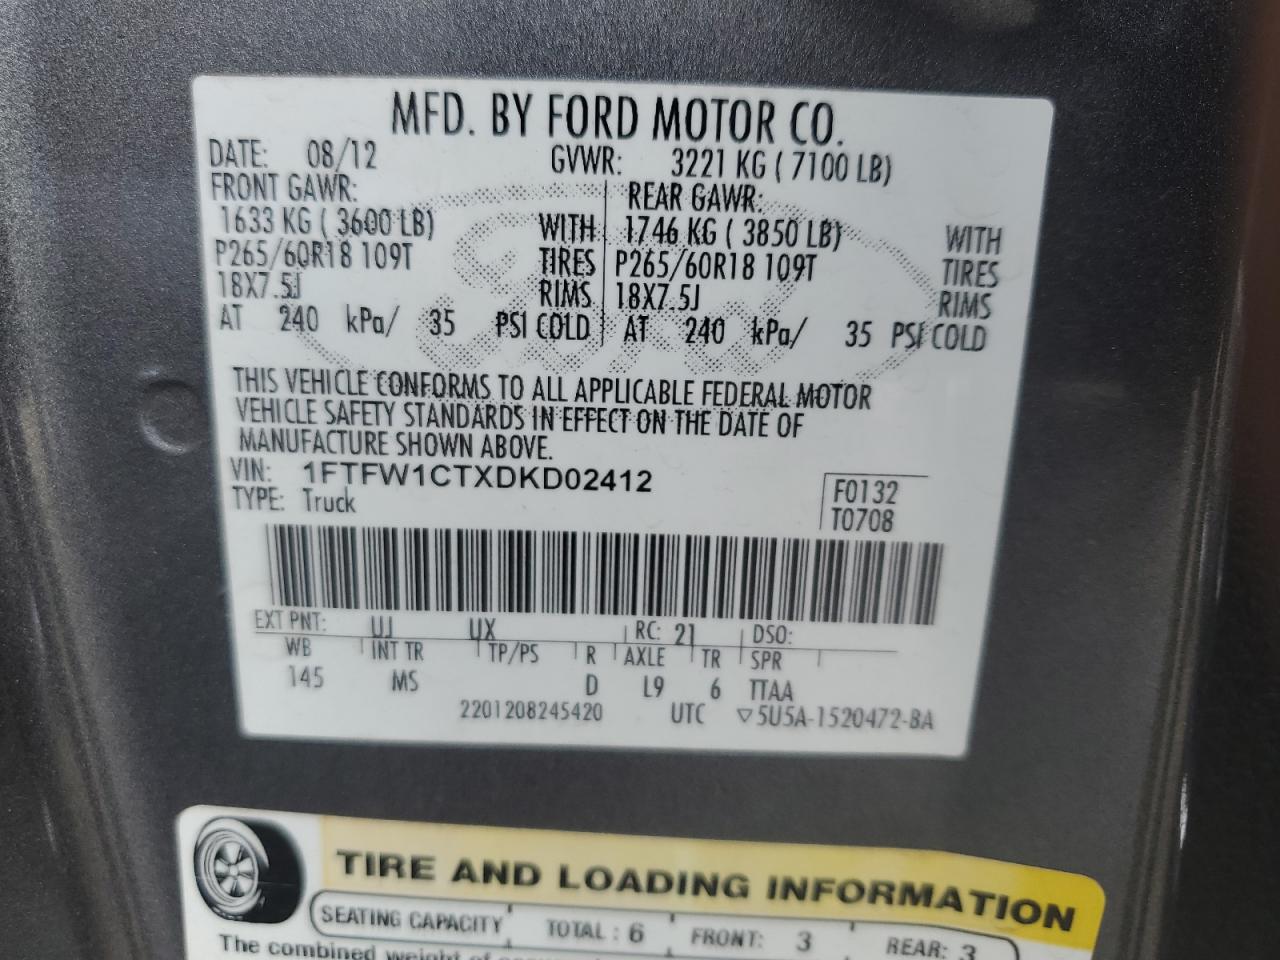 MFD. BY FORD MOTOR CO.
DATE: 08/12 GVWR: 3221 KG ( 7100 LB)
FRONT GAWR: REAR GAWR:
1633 KG ( 3600 LB) WITH 1746 KG ( 3850 LB) WITH
P265/60R18 109T TIRES P265/60R18 109T TIRES
18X7.5J RIMS 18X7.5J RIMS
AT 240 kPa/ 35 PSI COLD AT 240 kPa/ 35 PSI COLD
THIS VEHICLE CONFORMS TO ALL APPLICABLE FEDERAL MOTOR
VEHICLE SAFETY STANDARDS IN EFFECT ON THE DATE OF
MANUFACTURE SHOWN ABOVE.
VIN: 1FTFW1CTXDKD02412
TYPE: Truck
F0132
T0708
EXT PNT: UJ UX RC: 21 DSO:
WB INT TR TP/PS R AXLE TR SPR
145 MS D L9 6 TTAA
2201208245420 UTC ▽5U5A-1520472-BA
TIRE AND LOADING INFORMATION
SEATING CAPACITY TOTAL : 6 FRONT: 3 REAR: 3
The combined weight of